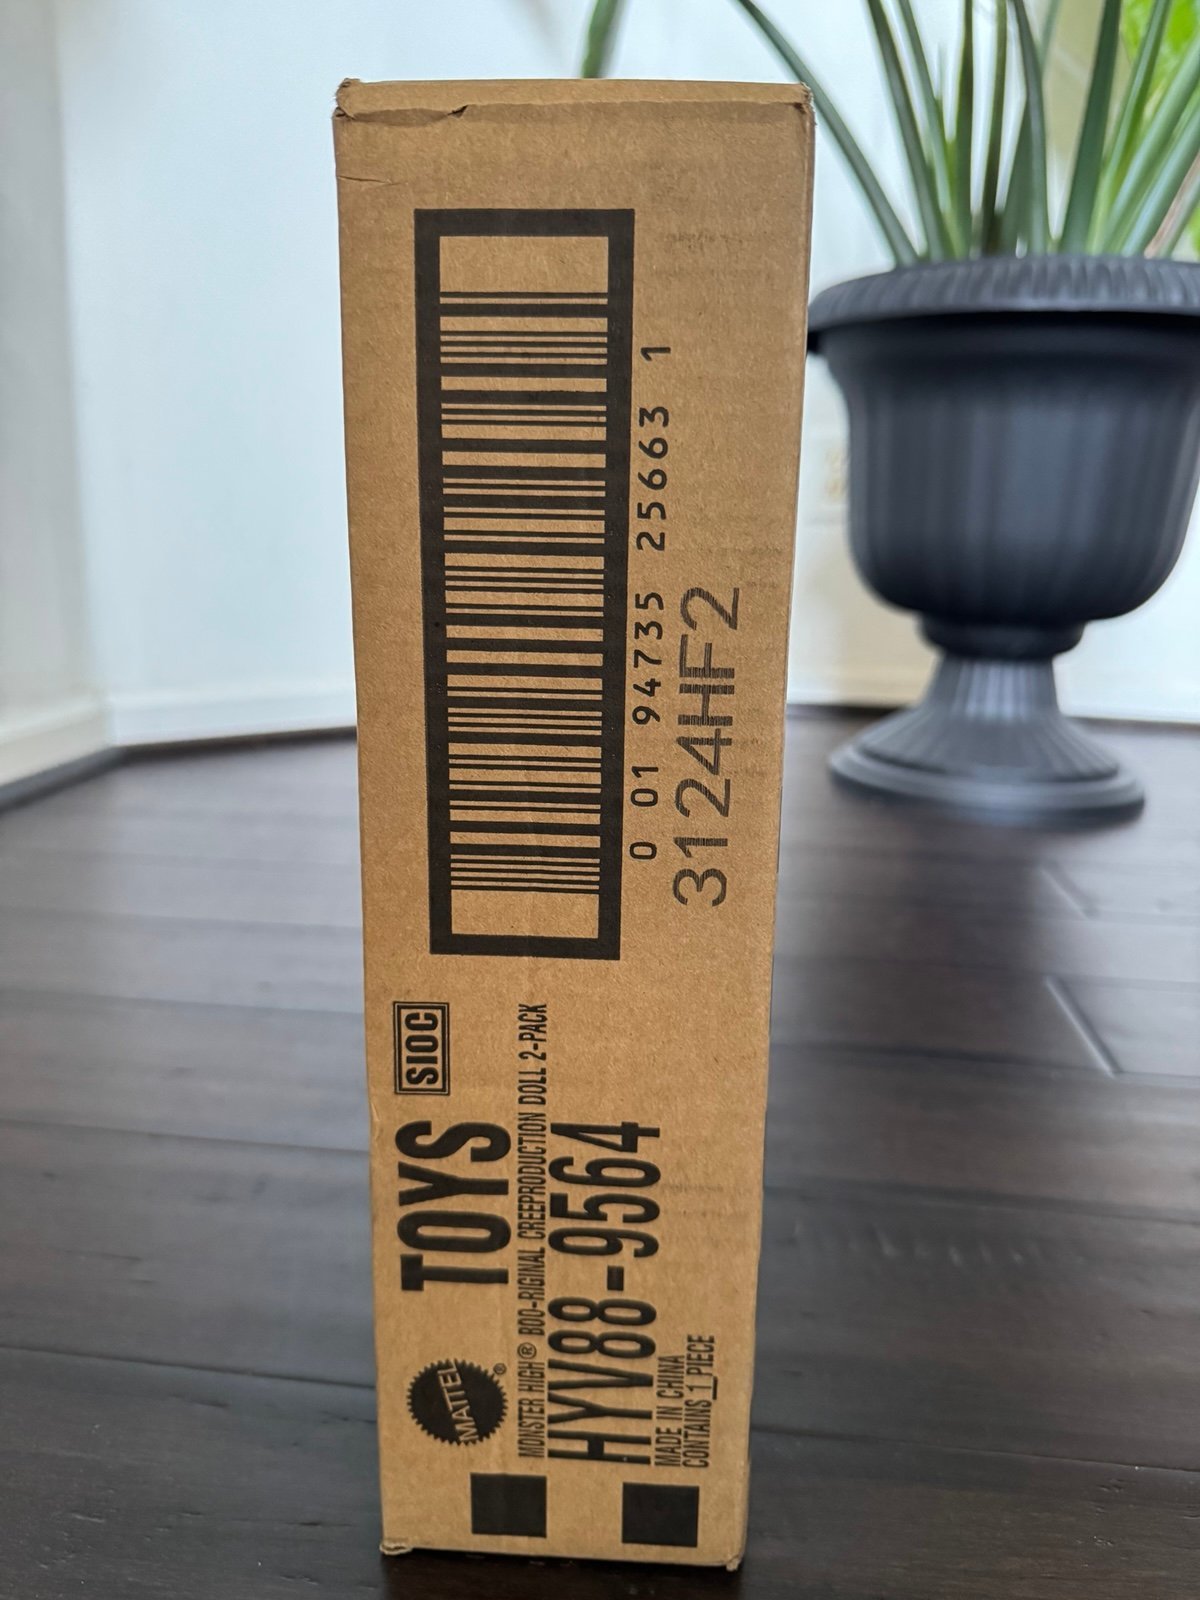 MATTEL®
TOYS
SIOC
MONSTER HIGH® BOO-RIGINAL CREEPRODUCTION DOLL 2-PACK
HYV88-9564
MADE IN CHINA
CONTAINS 1 PIECE
0 01 94735 25663 1
3124HF2